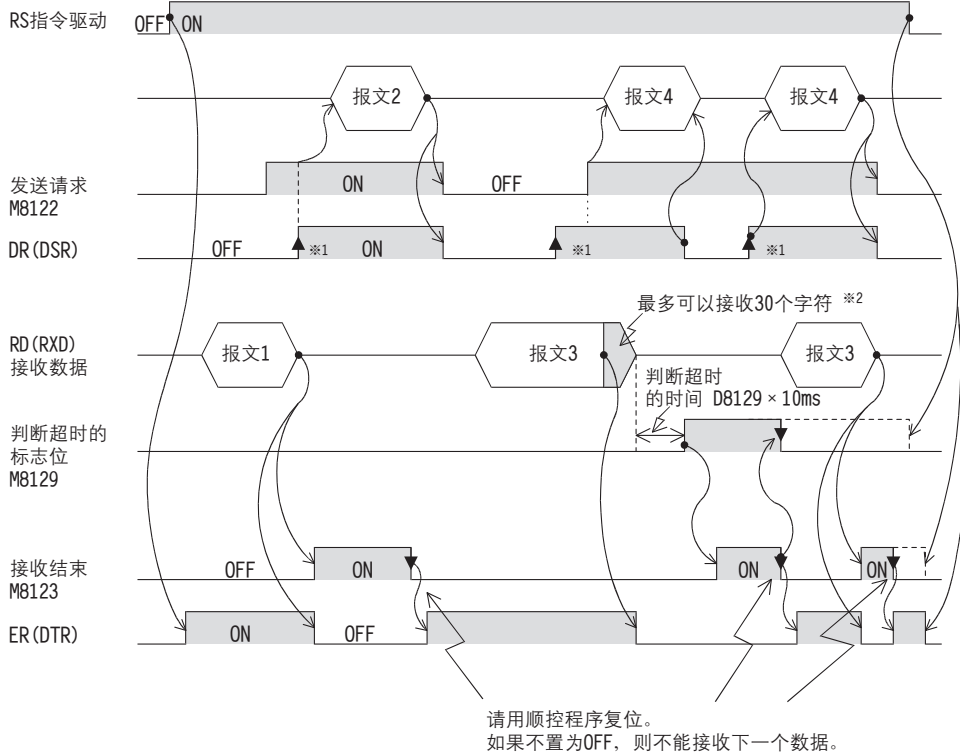 RS指令驱动
OFF ON
报文2 报文4 报文4
发送请求
M8122
ON OFF
DR(DSR)
OFF ※1 ON ※1 ※1
最多可以接收30个字符 ※2
RD(RXD)
接收数据
报文1 报文3 报文3
判断超时
的时间 D8129×10ms
判断超时的
标志位
M8129
接收结束
M8123
OFF ON ON ON
ER(DTR)
ON OFF
请用顺控程序复位。
如果不置为OFF, 则不能接收下一个数据。